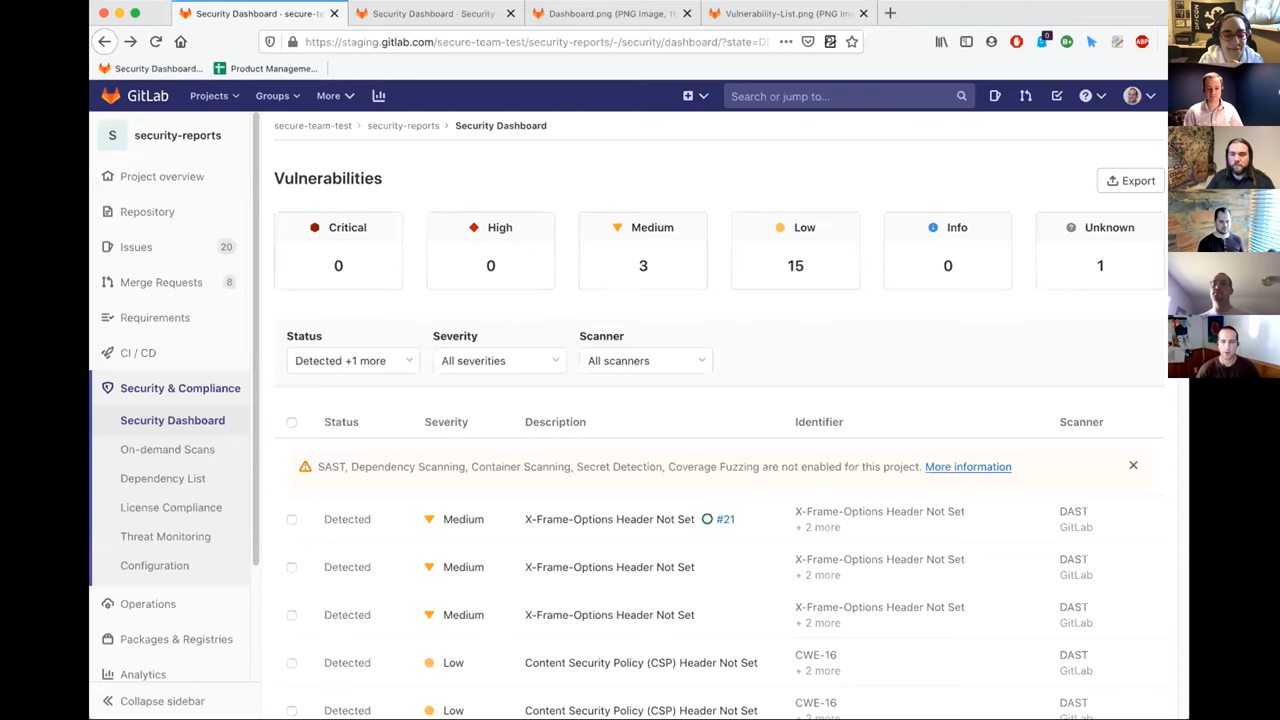 Security Dashboard · secure-te
Security Dashboard · Security
Dashboard.png (PNG Image, 16
Vulnerability-List.png (PNG Im
https://staging.gitlab.com/secure-team-test/security-reports/-/security/dashboard/?state=D
0
ABP
Security Dashboard...
Product Manageme...
GitLab
Projects
Groups
More
Search or jump to...
S
security-reports
Project overview
Repository
Issues
20
Merge Requests
8
Requirements
CI / CD
Security & Compliance
Security Dashboard
On-demand Scans
Dependency List
License Compliance
Threat Monitoring
Configuration
Operations
Packages & Registries
Analytics
Collapse sidebar
secure-team-test > security-reports > Security Dashboard
Vulnerabilities
Export
Critical
High
Medium
Low
Info
Unknown
0
0
3
15
0
1
Status
Severity
Scanner
Detected +1 more
All severities
All scanners
Status
Severity
Description
Identifier
Scanner
SAST, Dependency Scanning, Container Scanning, Secret Detection, Coverage Fuzzing are not enabled for this project. More information
Detected
Medium
X-Frame-Options Header Not Set
#21
X-Frame-Options Header Not Set
+ 2 more
DAST
GitLab
Detected
Medium
X-Frame-Options Header Not Set
X-Frame-Options Header Not Set
+ 2 more
DAST
GitLab
Detected
Medium
X-Frame-Options Header Not Set
X-Frame-Options Header Not Set
+ 2 more
DAST
GitLab
Detected
Low
Content Security Policy (CSP) Header Not Set
CWE-16
+ 2 more
DAST
GitLab
Detected
Low
Content Security Policy (CSP) Header Not Set
CWE-16
+ 2 more
DAST
GitLab